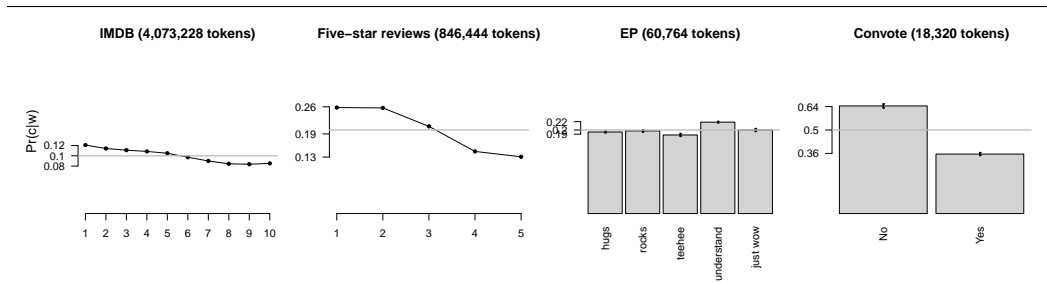 IMDB (4,073,228 tokens)
Pr(c|w)
0.12
0.1
0.08
1 2 3 4 5 6 7 8 9 10
Five−star reviews (846,444 tokens)
0.26
0.19
0.13
1 2 3 4 5
EP (60,764 tokens)
0.22
0.2
0.19
hugs
rocks
teehee
understand
just wow
Convote (18,320 tokens)
0.64
0.5
0.36
No
Yes